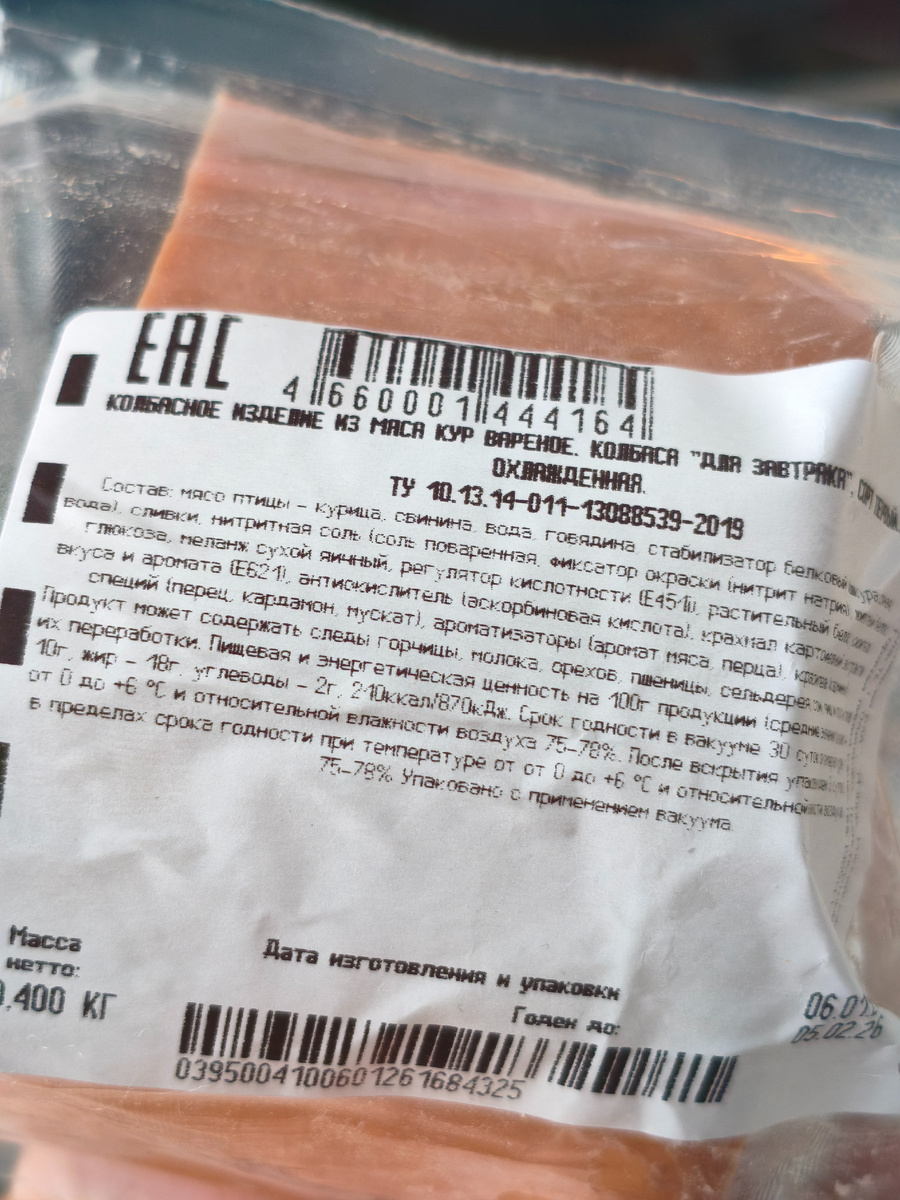 EAC
4 660001 444164
КОЛБАСНОЕ ИЗДЕЛИЕ ИЗ МЯСА КУР ВАРЕНОЕ. КОЛБАСА "ДЛЯ ЗАВТРАКА", СОРТ
ОХЛАЖДЕННАЯ.
ТУ 10.13.14-011-13088539-2019
Состав: мясо птицы - курица, свинина, вода, говядина, стабилизатор белковый
вода), сливки, нитритная соль (соль поваренная, фиксатор окраски (нитрит натрия)
глюкоза, меланж сухой яичный, регулятор кислотности (Е451i), растительный
вкуса и аромата (Е621), антиокислитель (аскорбиновая кислота), крахмал
специй (перец, кардамон, мускат), ароматизаторы (аромат мяса, перца),
Продукт может содержать следы горчицы, молока, орехов, пшеницы, сельдерея
их переработки. Пищевая и энергетическая ценность на 100г продукции
10г, жир - 18г, углеводы - 2г, 210ккал/870кДж. Срок годности в вакууме 30
от 0 до +6 °С и относительной влажности воздуха 75-78%. После вскрытия
в пределах срока годности при температуре от от 0 до +6 °С и относительной
75-78%. Упаковано с применением вакуума.
Масса
нетто:
.400 КГ
Дата изготовления и упаковки
Годен до:
06.0
05.02.26
0395004100601261684325